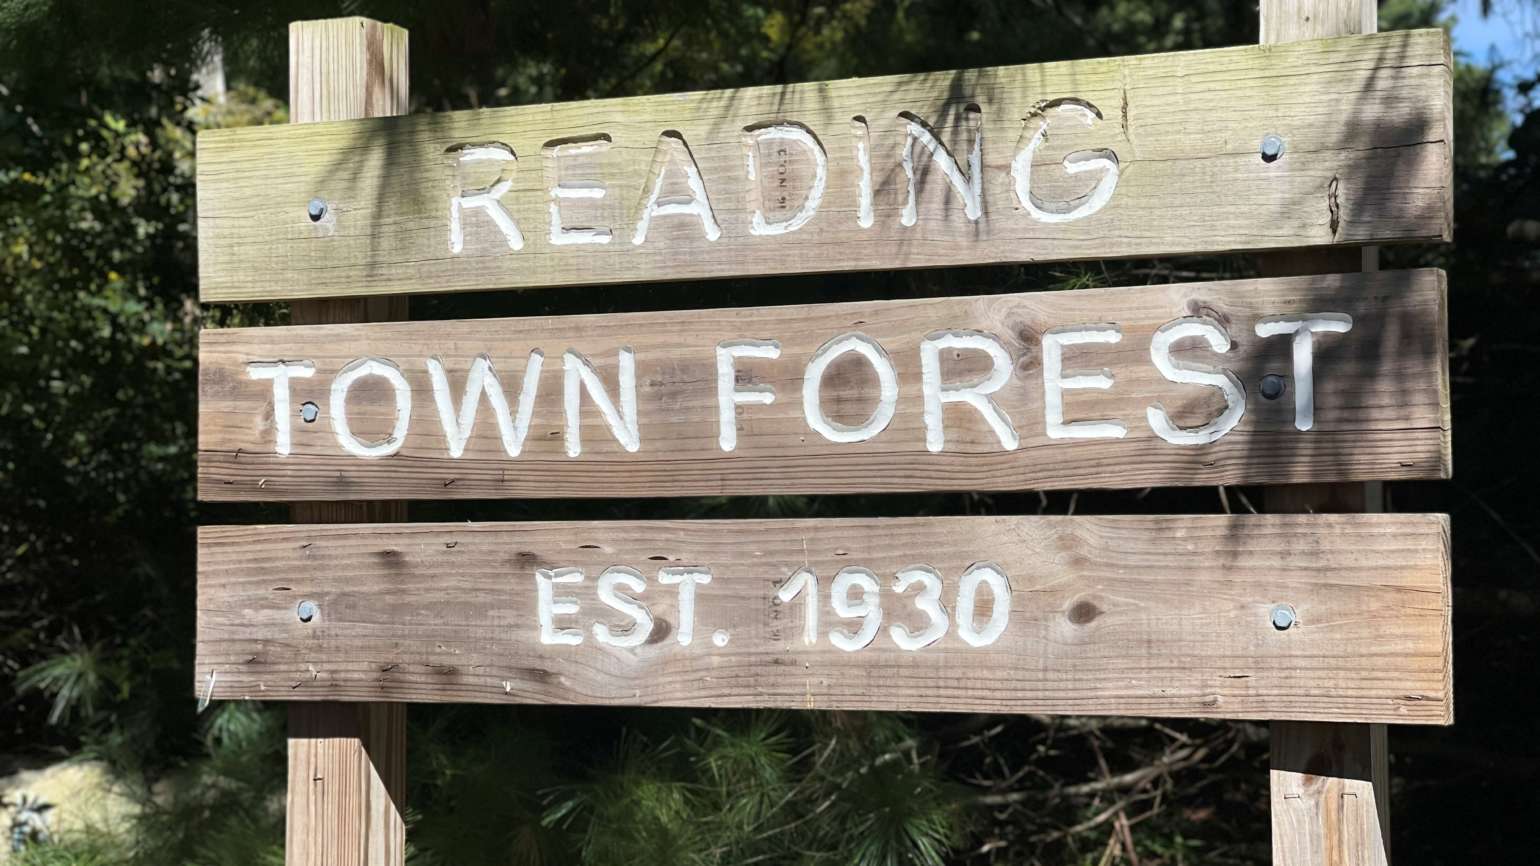 READING
TOWN FOREST
EST. 1930